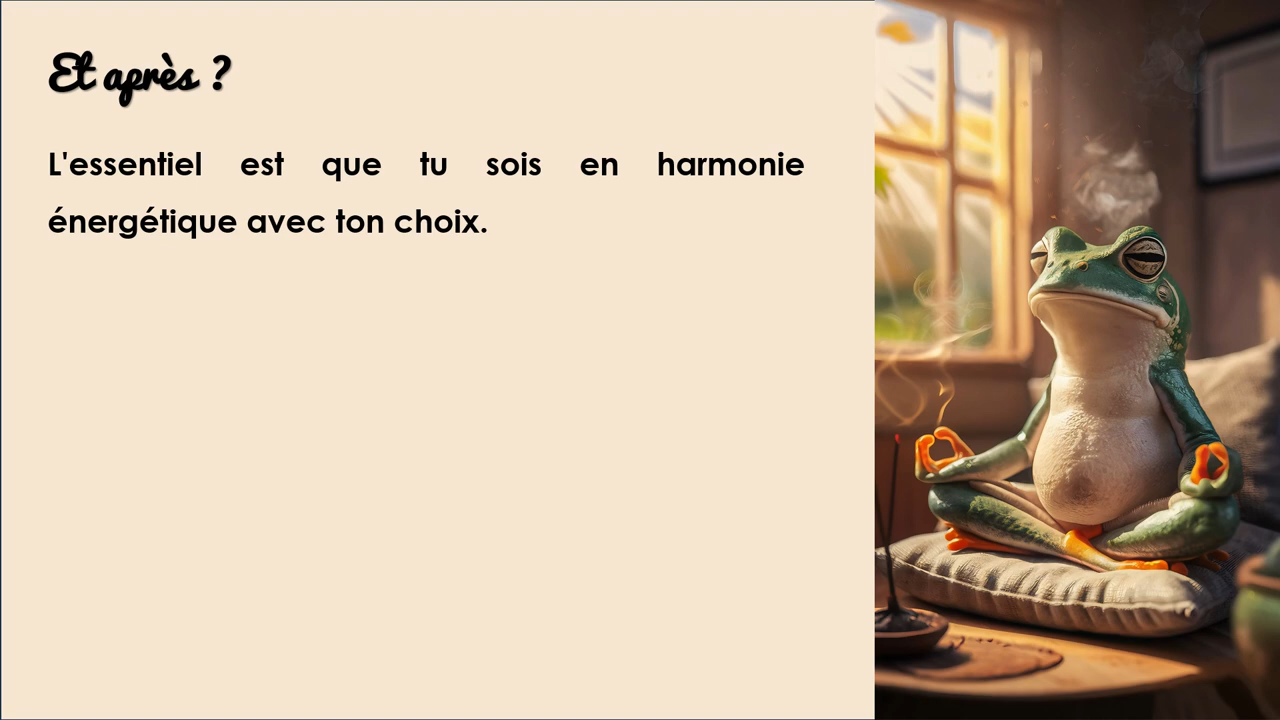 Et après ?
L'essentiel est que tu sois en harmonie
énergétique avec ton choix.